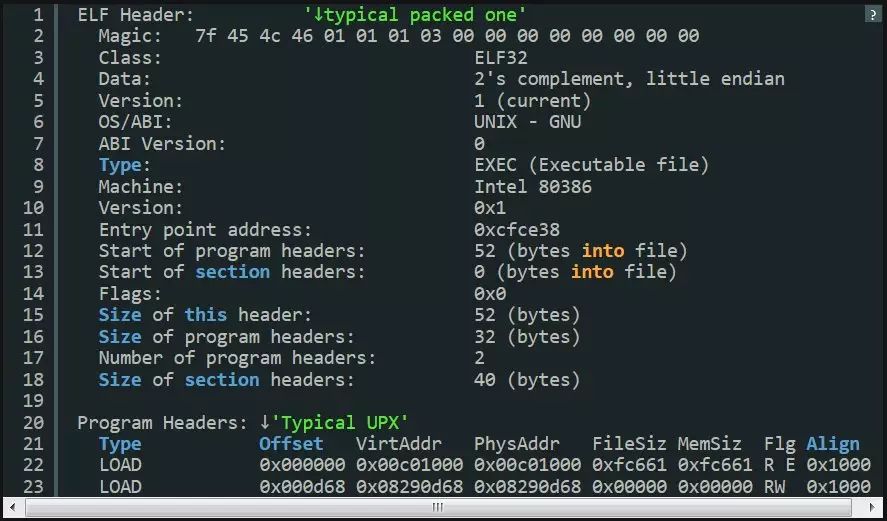 1 ELF Header: '↓typical packed one'
2 Magic: 7f 45 4c 46 01 01 01 03 00 00 00 00 00 00 00 00
3 Class: ELF32
4 Data: 2's complement, little endian
5 Version: 1 (current)
6 OS/ABI: UNIX - GNU
7 ABI Version: 0
8 Type: EXEC (Executable file)
9 Machine: Intel 80386
10 Version: 0x1
11 Entry point address: 0xcfce38
12 Start of program headers: 52 (bytes into file)
13 Start of section headers: 0 (bytes into file)
14 Flags: 0x0
15 Size of this header: 52 (bytes)
16 Size of program headers: 32 (bytes)
17 Number of program headers: 2
18 Size of section headers: 40 (bytes)
19
20 Program Headers: ↓'Typical UPX'
21 Type Offset VirtAddr PhysAddr FileSiz MemSiz Flg Align
22 LOAD 0x000000 0x00c01000 0x00c01000 0xfc661 0xfc661 R E 0x1000
23 LOAD 0x000d68 0x08290d68 0x08290d68 0x00000 0x00000 RW 0x1000
?